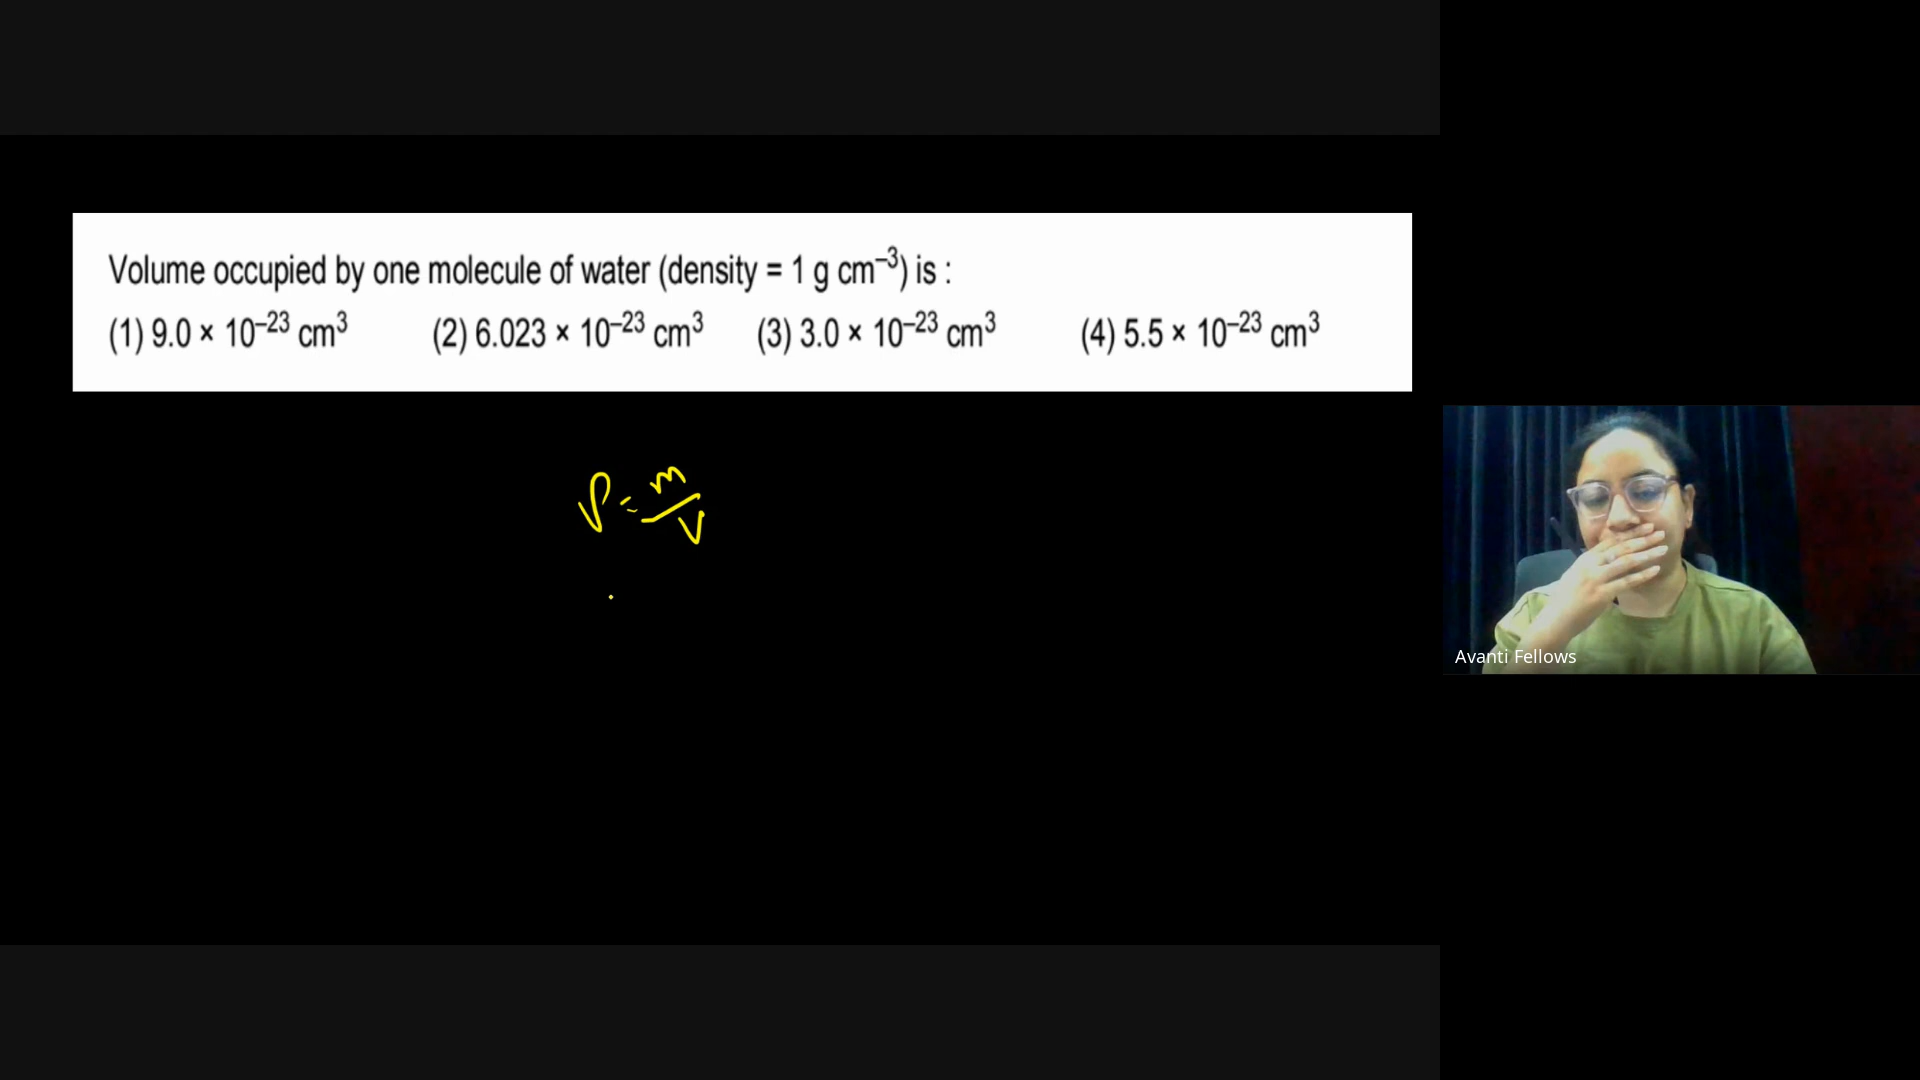 Volume occupied by one molecule of water (density = 1 g cm⁻³) is :
(1) 9.0 × 10⁻²³ cm³ (2) 6.023 × 10⁻²³ cm³ (3) 3.0 × 10⁻²³ cm³ (4) 5.5 × 10⁻²³ cm³
ρ = m/V
Avanti Fellows